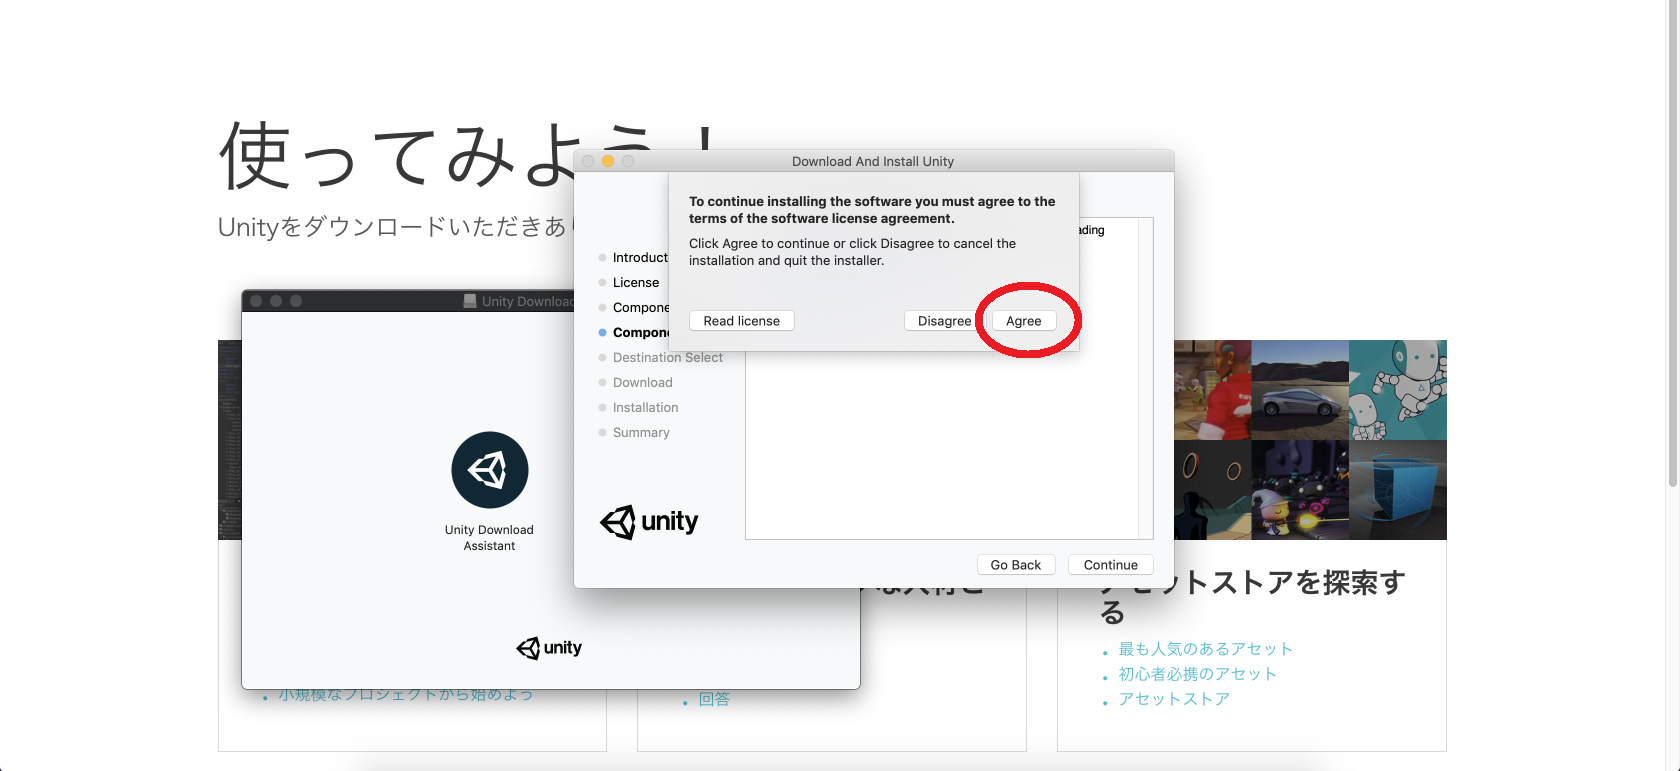 使ってみよう！
Unityをダウンロードいただきあり
Download And Install Unity
To continue installing the software you must agree to the
terms of the software license agreement.
Click Agree to continue or click Disagree to cancel the
installation and quit the installer.
Read license
Disagree
Agree
ading
Introduct
License
Compone
Compon
Destination Select
Download
Installation
Summary
unity
Go Back
Continue
Unity Download
Unity Download
Assistant
unity
小規模なプロジェクトから始めよう
回答
アセットストアを探索す
る
最も人気のあるアセット
初心者必携のアセット
アセットストア